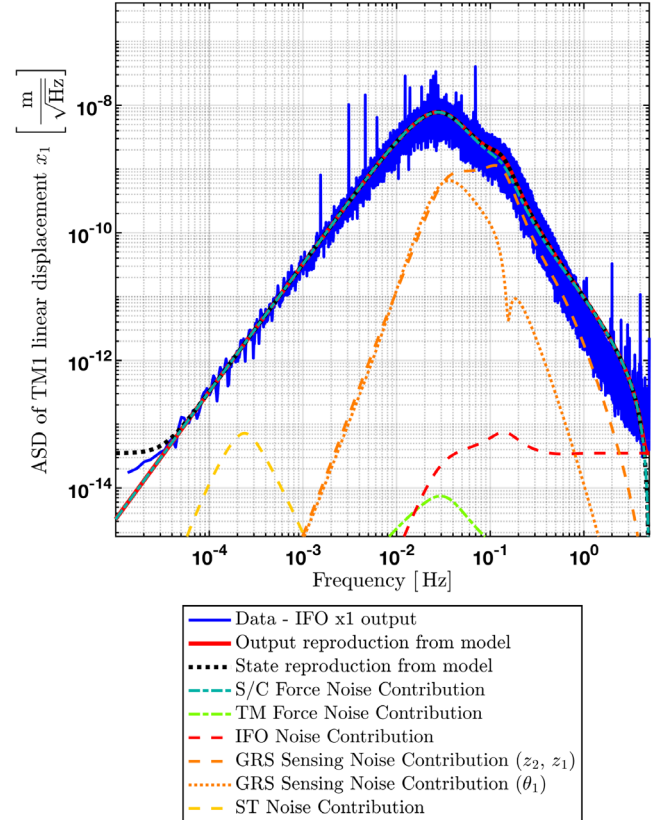 ASD of TM1 linear displacement x₁ [m/√Hz]
10⁻⁸
10⁻¹⁰
10⁻¹²
10⁻¹⁴
10⁻⁴ 10⁻³ 10⁻² 10⁻¹ 10⁰
Frequency [Hz]
Data - IFO x1 output
Output reproduction from model
State reproduction from model
S/C Force Noise Contribution
TM Force Noise Contribution
IFO Noise Contribution
GRS Sensing Noise Contribution (z₂, z₁)
GRS Sensing Noise Contribution (θ₁)
ST Noise Contribution